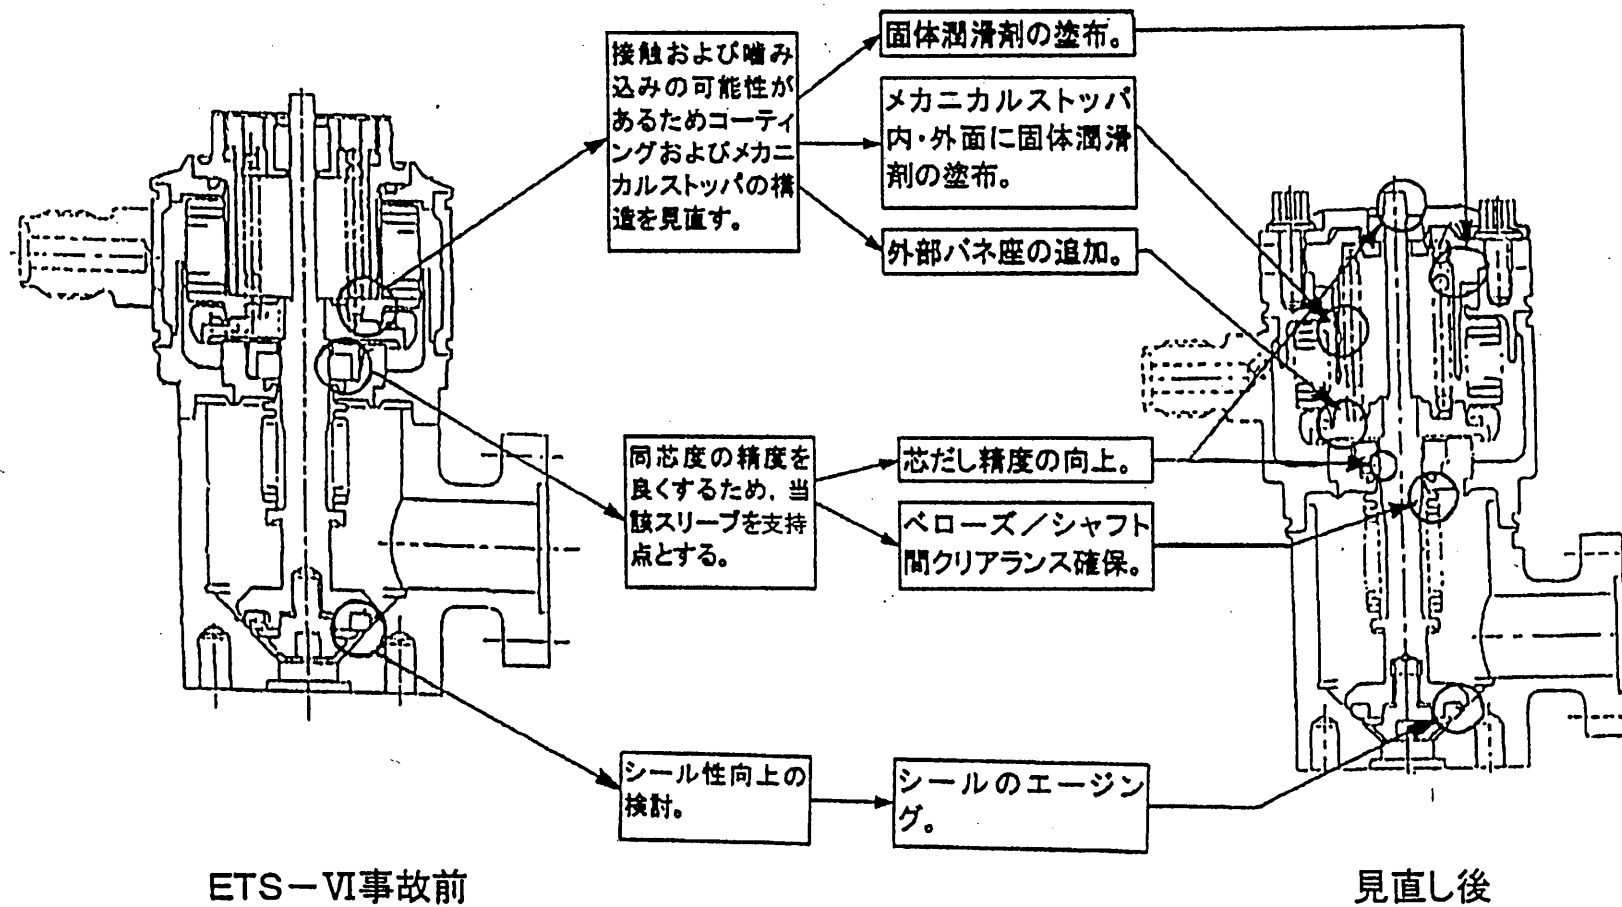 接触および噛み
込みの可能性が
あるためコーティ
ングおよびメカニ
カルストッパの構
造を見直す。
固体潤滑剤の塗布。
メカニカルストッパ
内・外面に固体潤滑
剤の塗布。
外部バネ座の追加。
同芯度の精度を
良くするため、当
該スリーブを支持
点とする。
芯だし精度の向上。
ベローズ／シャフト
間クリアランス確保。
シール性向上の
検討。
シールのエージン
グ。
ETS－Ⅵ事故前
見直し後